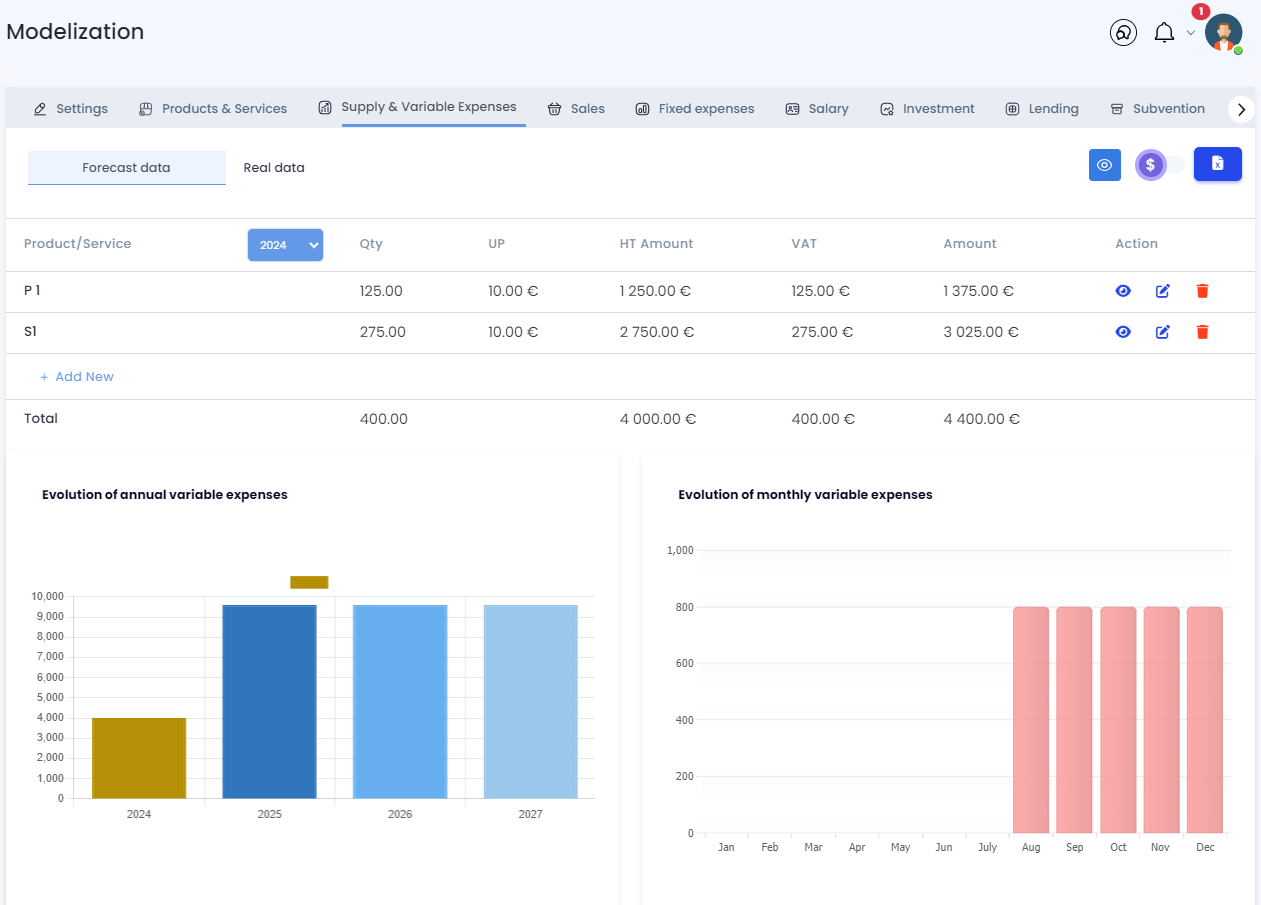 Modelization
1
Settings Products & Services Supply & Variable Expenses Sales Fixed expenses Salary Investment Lending Subvention
Forecast data Real data
$
Product/Service 2024 Qty UP HT Amount VAT Amount Action
P 1 125.00 10.00 € 1 250.00 € 125.00 € 1 375.00 €
S1 275.00 10.00 € 2 750.00 € 275.00 € 3 025.00 €
+ Add New
Total 400.00 4 000.00 € 400.00 € 4 400.00 €
Evolution of annual variable expenses
10,000
9,000
8,000
7,000
6,000
5,000
4,000
3,000
2,000
1,000
0
2024 2025 2026 2027
Evolution of monthly variable expenses
1,000
800
600
400
200
0
Jan Feb Mar Apr May Jun July Aug Sep Oct Nov Dec